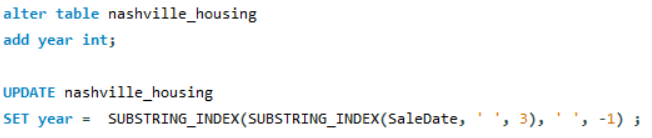 alter table nashville_housing
add year int;
UPDATE nashville_housing
SET year =  SUBSTRING_INDEX(SUBSTRING_INDEX(SaleDate, ' ', 3), ' ', -1) ;